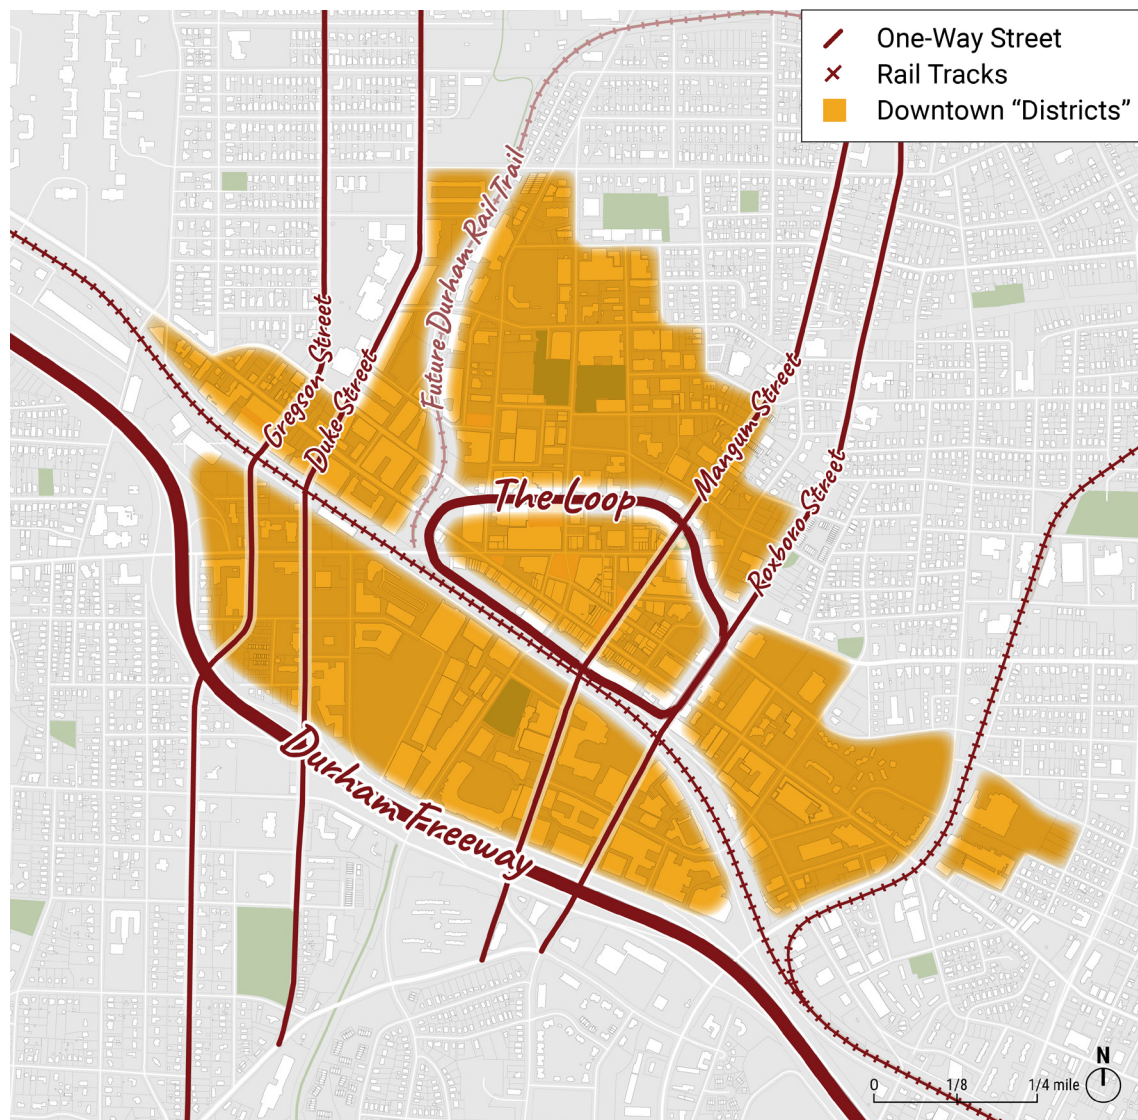 One-Way Street
Rail Tracks
Downtown “Districts”
Future Durham Rail Trail
Gregson Street
Duke Street
Mangum Street
The Loop
Roxboro Street
Durham Freeway
N
0 1/8 1/4 mile